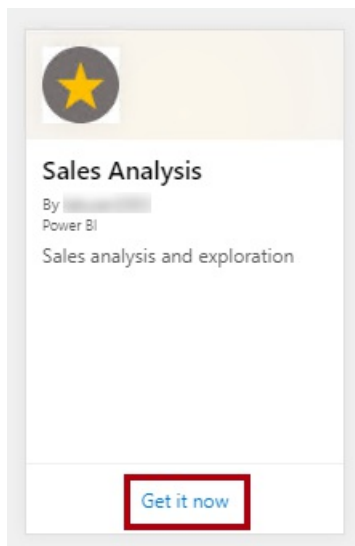 Sales Analysis
By
Power BI
Sales analysis and exploration
Get it now